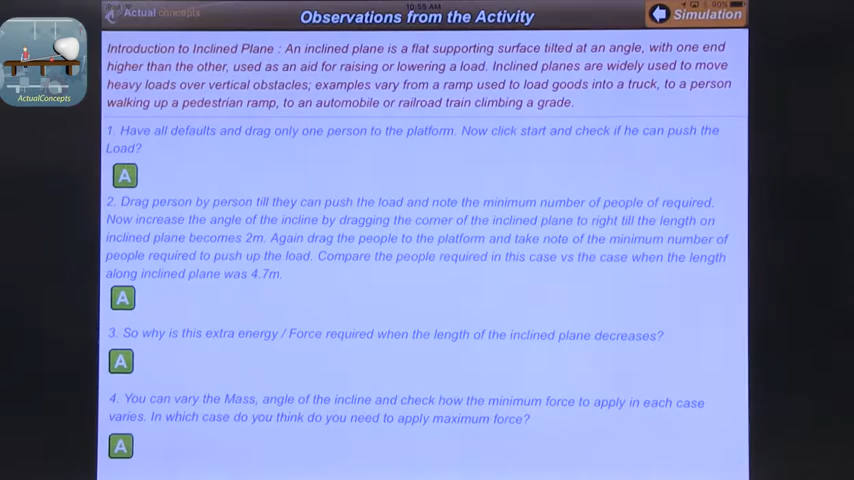 10:55 AM
90%
Actual concepts
Observations from the Activity
Simulation
ActualConcepts
Introduction to Inclined Plane : An inclined plane is a flat supporting surface tilted at an angle, with one end
higher than the other, used as an aid for raising or lowering a load. Inclined planes are widely used to move
heavy loads over vertical obstacles; examples vary from a ramp used to load goods into a truck, to a person
walking up a pedestrian ramp, to an automobile or railroad train climbing a grade.
1. Have all defaults and drag only one person to the platform. Now click start and check if he can push the
Load?
A
2. Drag person by person till they can push the load and note the minimum number of people of required.
Now increase the angle of the incline by dragging the corner of the inclined plane to right till the length on
inclined plane becomes 2m. Again drag the people to the platform and take note of the minimum number of
people required to push up the load. Compare the people required in this case vs the case when the length
along inclined plane was 4.7m.
A
3. So why is this extra energy / Force required when the length of the inclined plane decreases?
A
4. You can vary the Mass, angle of the incline and check how the minimum force to apply in each case
varies. In which case do you think do you need to apply maximum force?
A